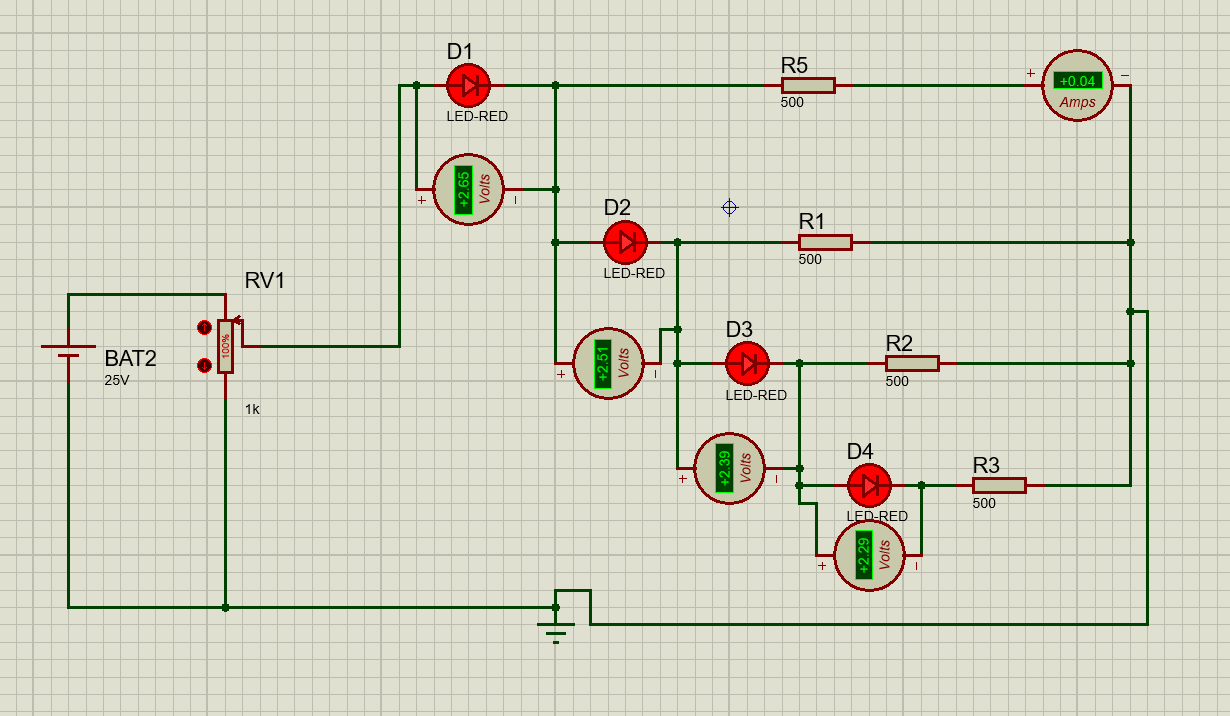 D1
LED-RED
R5
500
+ −
+0.04
Amps
+2.65
Volts
+ −
D2
LED-RED
R1
500
RV1
100%
1k
BAT2
25V
+2.51
Volts
+ −
D3
LED-RED
R2
500
+2.39
Volts
+ −
D4
LED-RED
R3
500
+2.29
Volts
+ −